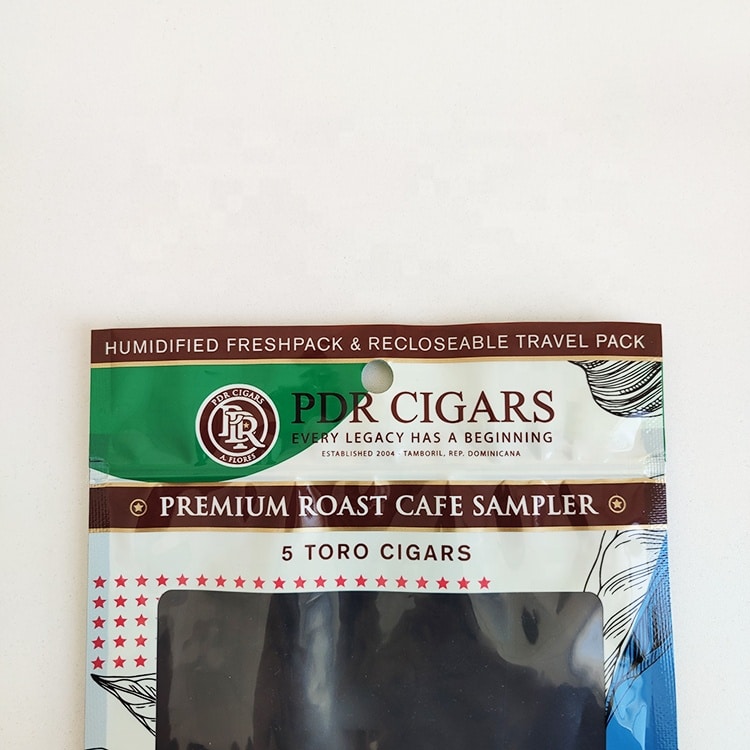 HUMIDIFIED FRESHPACK & RECLOSEABLE TRAVEL PACK
PDR CIGARS
PDR
A. FLORES
PDR CIGARS
EVERY LEGACY HAS A BEGINNING
ESTABLISHED 2004 · TAMBORIL, REP. DOMINICANA
PREMIUM ROAST CAFE SAMPLER
5 TORO CIGARS